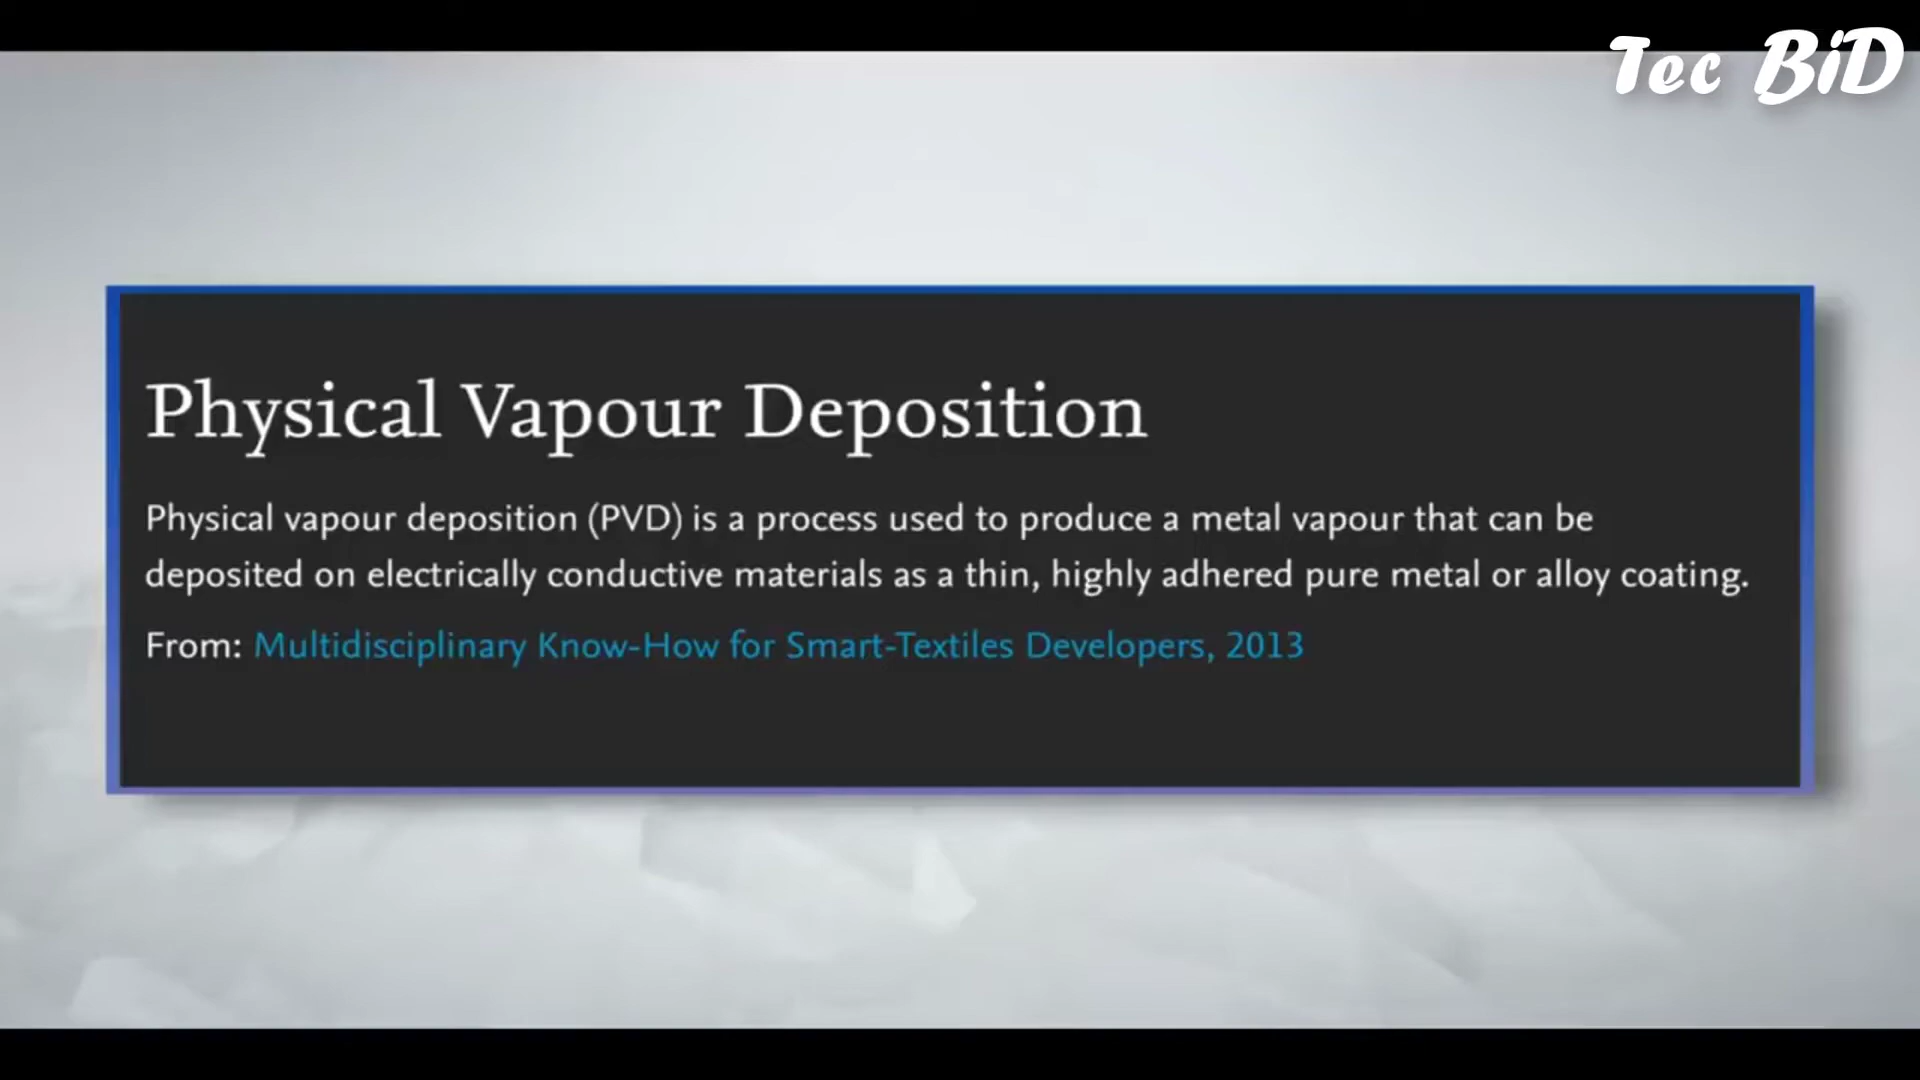 Tec BiD
Physical Vapour Deposition
Physical vapour deposition (PVD) is a process used to produce a metal vapour that can be
deposited on electrically conductive materials as a thin, highly adhered pure metal or alloy coating.
From: Multidisciplinary Know-How for Smart-Textiles Developers, 2013